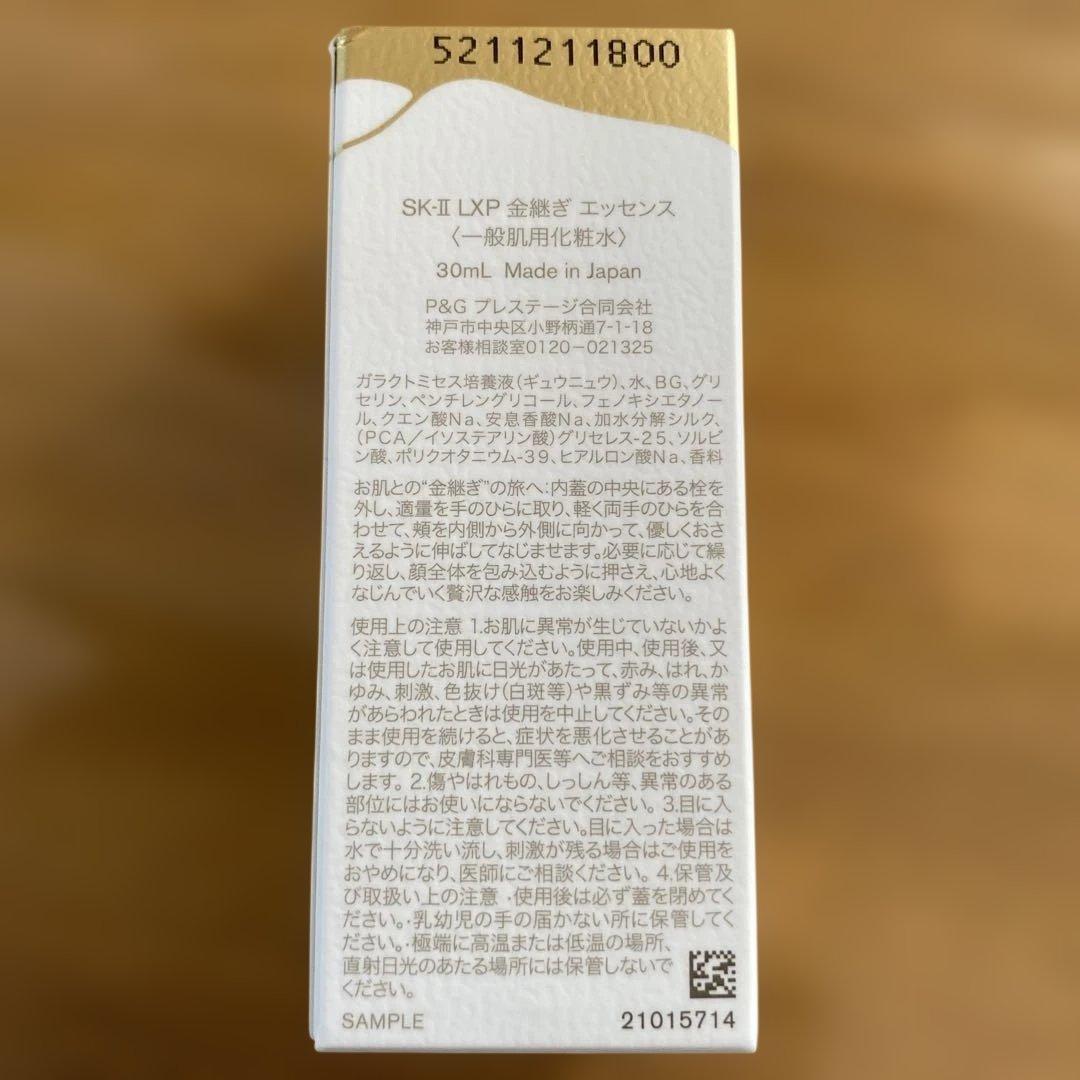 5211211800
SK-II LXP 金継ぎ エッセンス
〈一般肌用化粧水〉
30mL Made in Japan
P&G プレステージ合同会社
神戸市中央区小野柄通7-1-18
お客様相談室0120-021325
ガラクトミセス培養液（ギュウニュウ）、水、BG、グリ
セリン、ペンチレングリコール、フェノキシエタノー
ル、クエン酸Na、安息香酸Na、加水分解シルク、
（PCA／イソステアリン酸）グリセレス-25、ソルビ
ン酸、ポリクオタニウム-39、ヒアルロン酸Na、香料
お肌との“金継ぎ”の旅へ：内蓋の中央にある栓を
外し、適量を手のひらに取り、軽く両手のひらを合
わせて、頬を内側から外側に向かって、優しくおさ
えるように伸ばしてなじませます。必要に応じて繰
り返し、顔全体を包み込むように押さえ、心地よく
なじんでいく贅沢な感触をお楽しみください。
使用上の注意 1.お肌に異常が生じていないかよ
く注意して使用してください。使用中、使用後、又
は使用したお肌に日光があたって、赤み、はれ、か
ゆみ、刺激、色抜け（白斑等）や黒ずみ等の異常
があらわれたときは使用を中止してください。その
まま使用を続けると、症状を悪化させることがあ
りますので、皮膚科専門医等へご相談をおすすめ
します。 2.傷やはれもの、しっしん等、異常のある
部位にはお使いにならないでください。 3.目に入
らないように注意してください。目に入った場合は
水で十分洗い流し、刺激が残る場合はご使用を
おやめになり、医師にご相談ください。 4.保管及
び取扱い上の注意 ・使用後は必ず蓋を閉めてく
ださい。・乳幼児の手の届かない所に保管してく
ださい。・極端に高温または低温の場所、
直射日光のあたる場所には保管しないで
ください。
SAMPLE 21015714